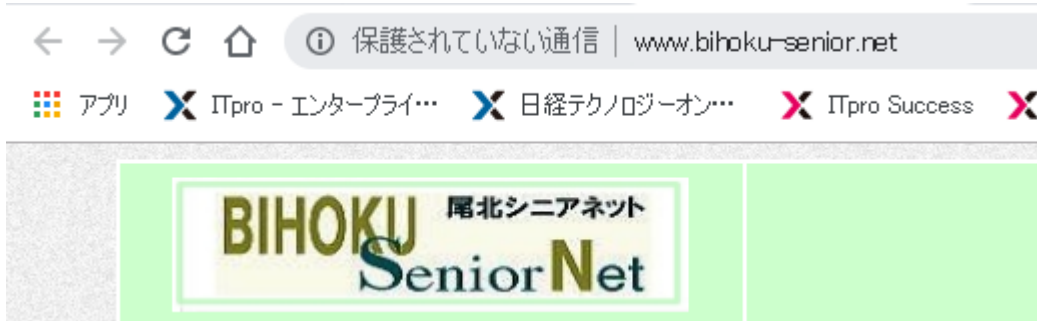 保護されていない通信 | www.bihoku-senior.net
アプリ ITpro - エンタープライ… 日経テクノロジーオン… ITpro Success
尾北シニアネット
BIHOKU
Senior Net